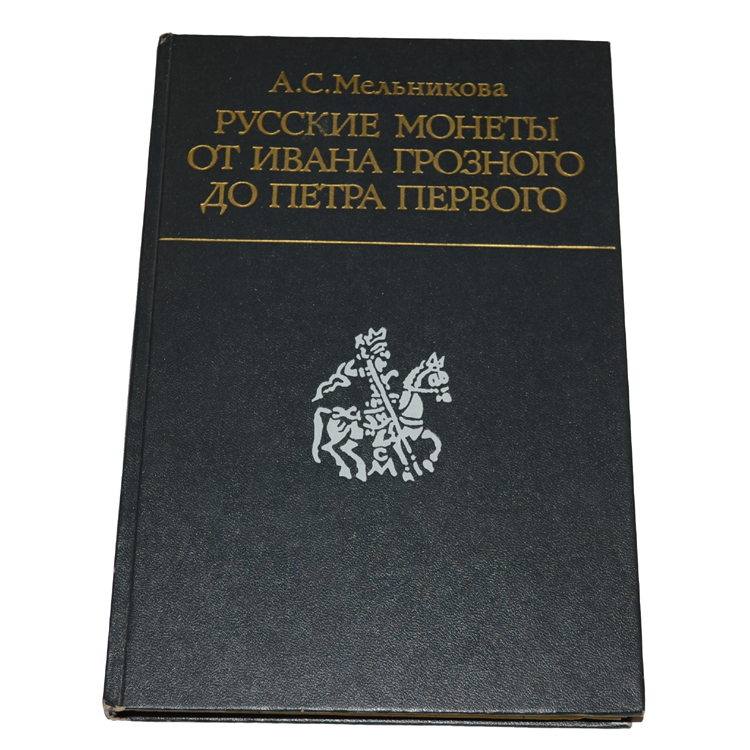 А.С.Мельникова
РУССКИЕ МОНЕТЫ
ОТ ИВАНА ГРОЗНОГО
ДО ПЕТРА ПЕРВОГО
С
М